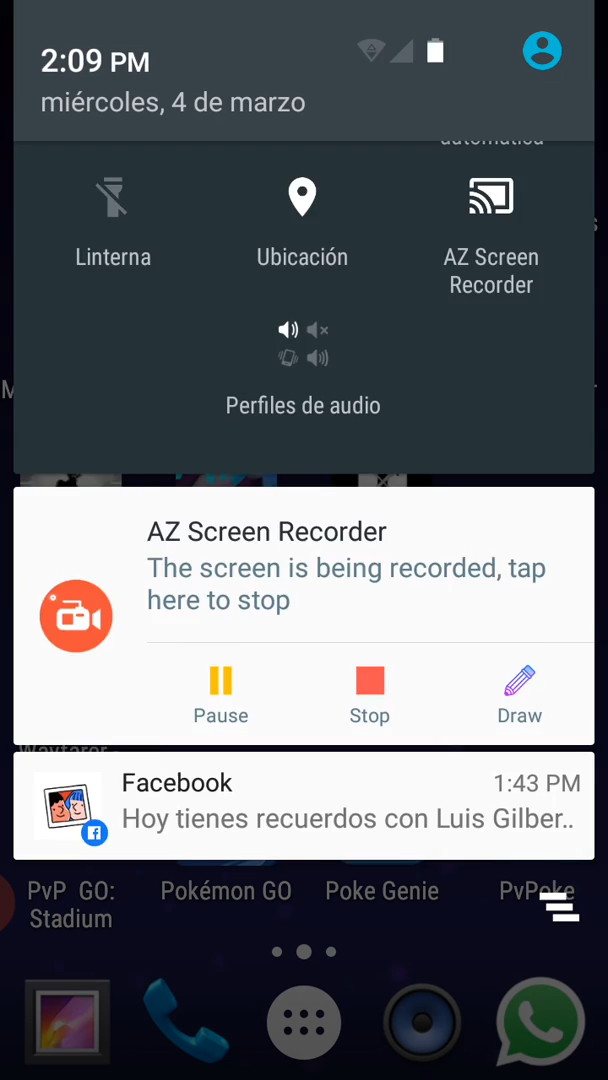 2:09 PM
miércoles, 4 de marzo
automática
Linterna
Ubicación
AZ Screen
Recorder
Perfiles de audio
AZ Screen Recorder
The screen is being recorded, tap
here to stop
Pause
Stop
Draw
Wayfarer -
Facebook
1:43 PM
Hoy tienes recuerdos con Luis Gilber..
PvP GO:
Stadium
Pokémon GO
Poke Genie
PvPoke